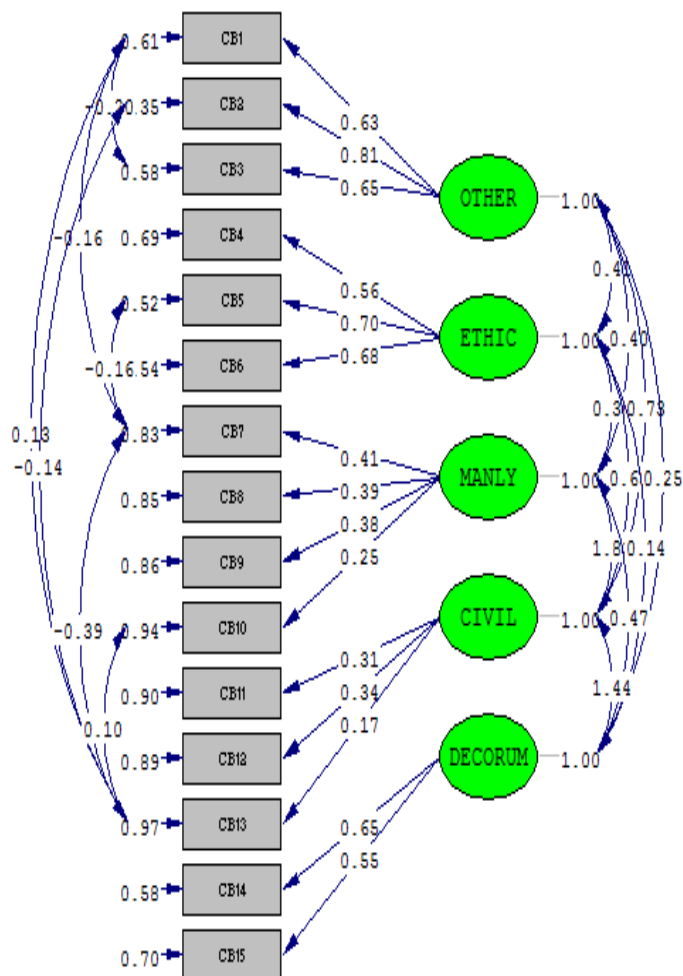 0.61 CB1
-0.20 0.35 CB2
0.63
0.81
0.58 CB3
0.65
OTHER 1.00
-0.16 0.69 CB4
0.41
0.56
0.52 CB5
0.70
ETHIC 1.00 0.40
-0.16 .54 CB6
0.68
0.3 0.73
0.13 0.83 CB7
0.41
-0.14
MANLY 1.00 0.6 0.25
0.85 CB8
0.39
0.38
0.86 CB9
0.25
1.8 0.14
-0.39 0.94 CB10
CIVIL 1.00 0.47
0.31
0.90 CB11
0.34
1.44
0.10
0.17
0.89 CB12
DECORUM 1.00
0.97 CB13
0.65
0.55
0.58 CB14
0.70 CB15